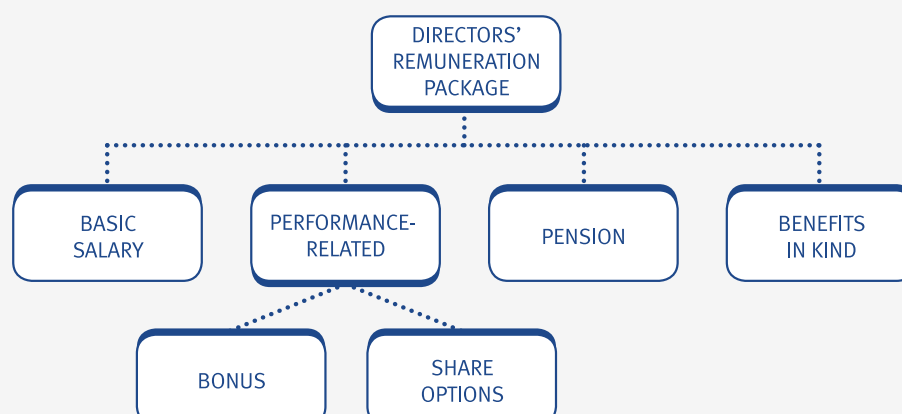 DIRECTORS’
REMUNERATION
PACKAGE
BASIC
SALARY
PERFORMANCE-
RELATED
PENSION
BENEFITS
IN KIND
BONUS
SHARE
OPTIONS